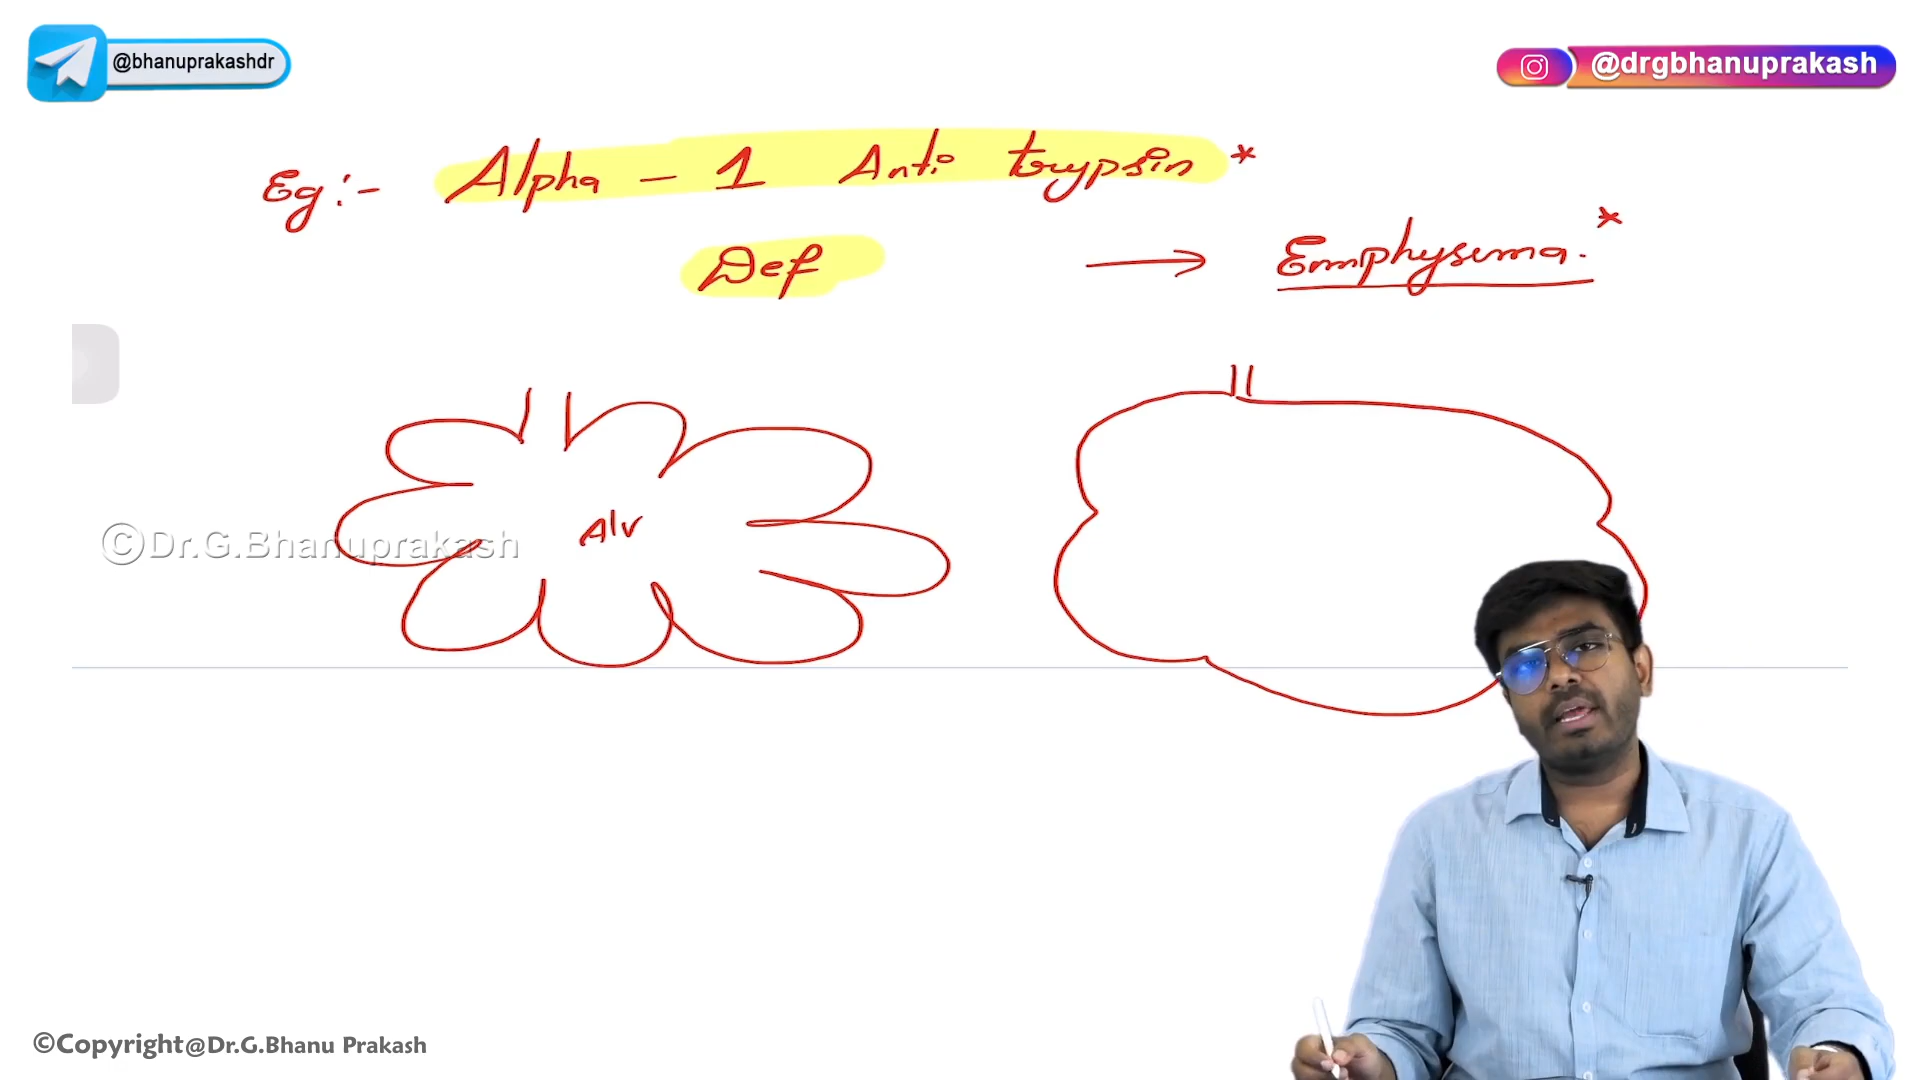 @bhanuprakashdr
@drgbhanuprakash
Eg:- Alpha - 1 Anti trypsin *
Def → Emphysema. *
Alv
©Dr.G.Bhanuprakash
©Copyright@Dr.G.Bhanu Prakash